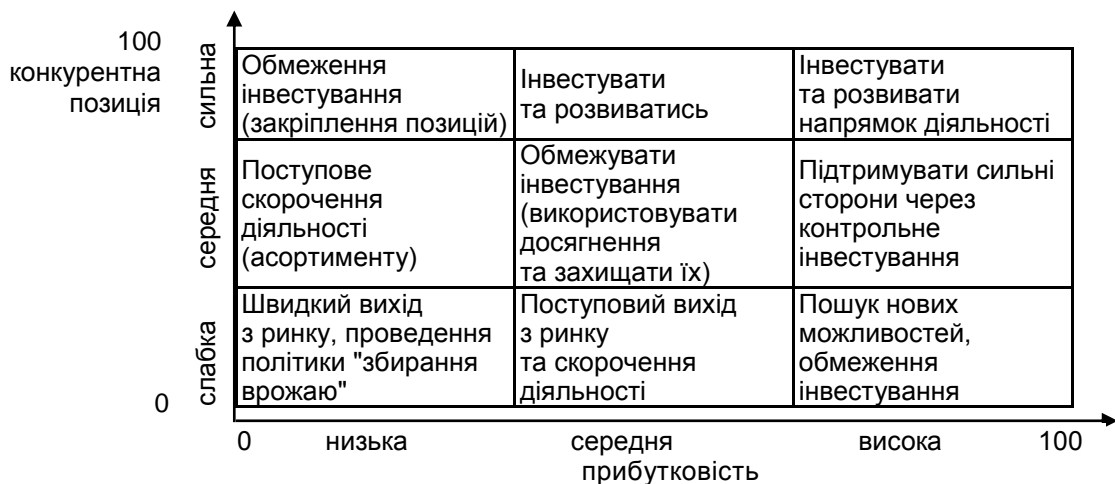 100
конкурентна
позиція
сильна
Обмеження
інвестування
(закріплення позицій)
Інвестувати
та розвиватись
Інвестувати
та розвивати
напрямок діяльності
середня
Поступове
скорочення
діяльності
(асортименту)
Обмежувати
інвестування
(використовувати
досягнення
та захищати їх)
Підтримувати сильні
сторони через
контрольне
інвестування
слабка
Швидкий вихід
з ринку, проведення
політики "збирання
врожаю"
Поступовий вихід
з ринку
та скорочення
діяльності
Пошук нових
можливостей,
обмеження
інвестування
0
0 низька середня висока 100
прибутковість